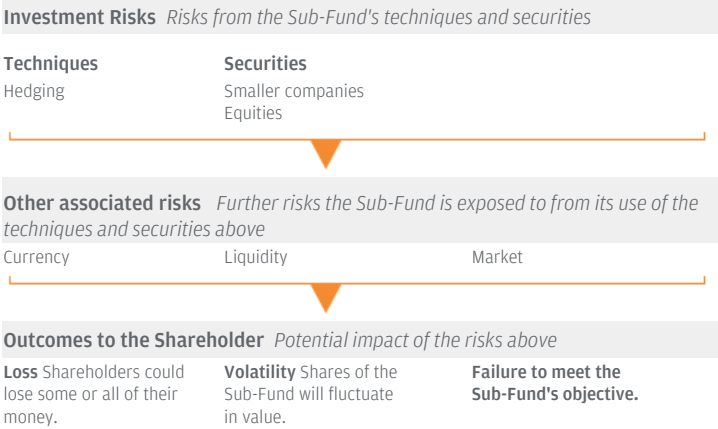 Investment Risks Risks from the Sub-Fund's techniques and securities
Techniques
Hedging
Securities
Smaller companies
Equities
Other associated risks Further risks the Sub-Fund is exposed to from its use of the
techniques and securities above
Currency
Liquidity
Market
Outcomes to the Shareholder Potential impact of the risks above
Loss Shareholders could
lose some or all of their
money.
Volatility Shares of the
Sub-Fund will fluctuate
in value.
Failure to meet the
Sub-Fund's objective.